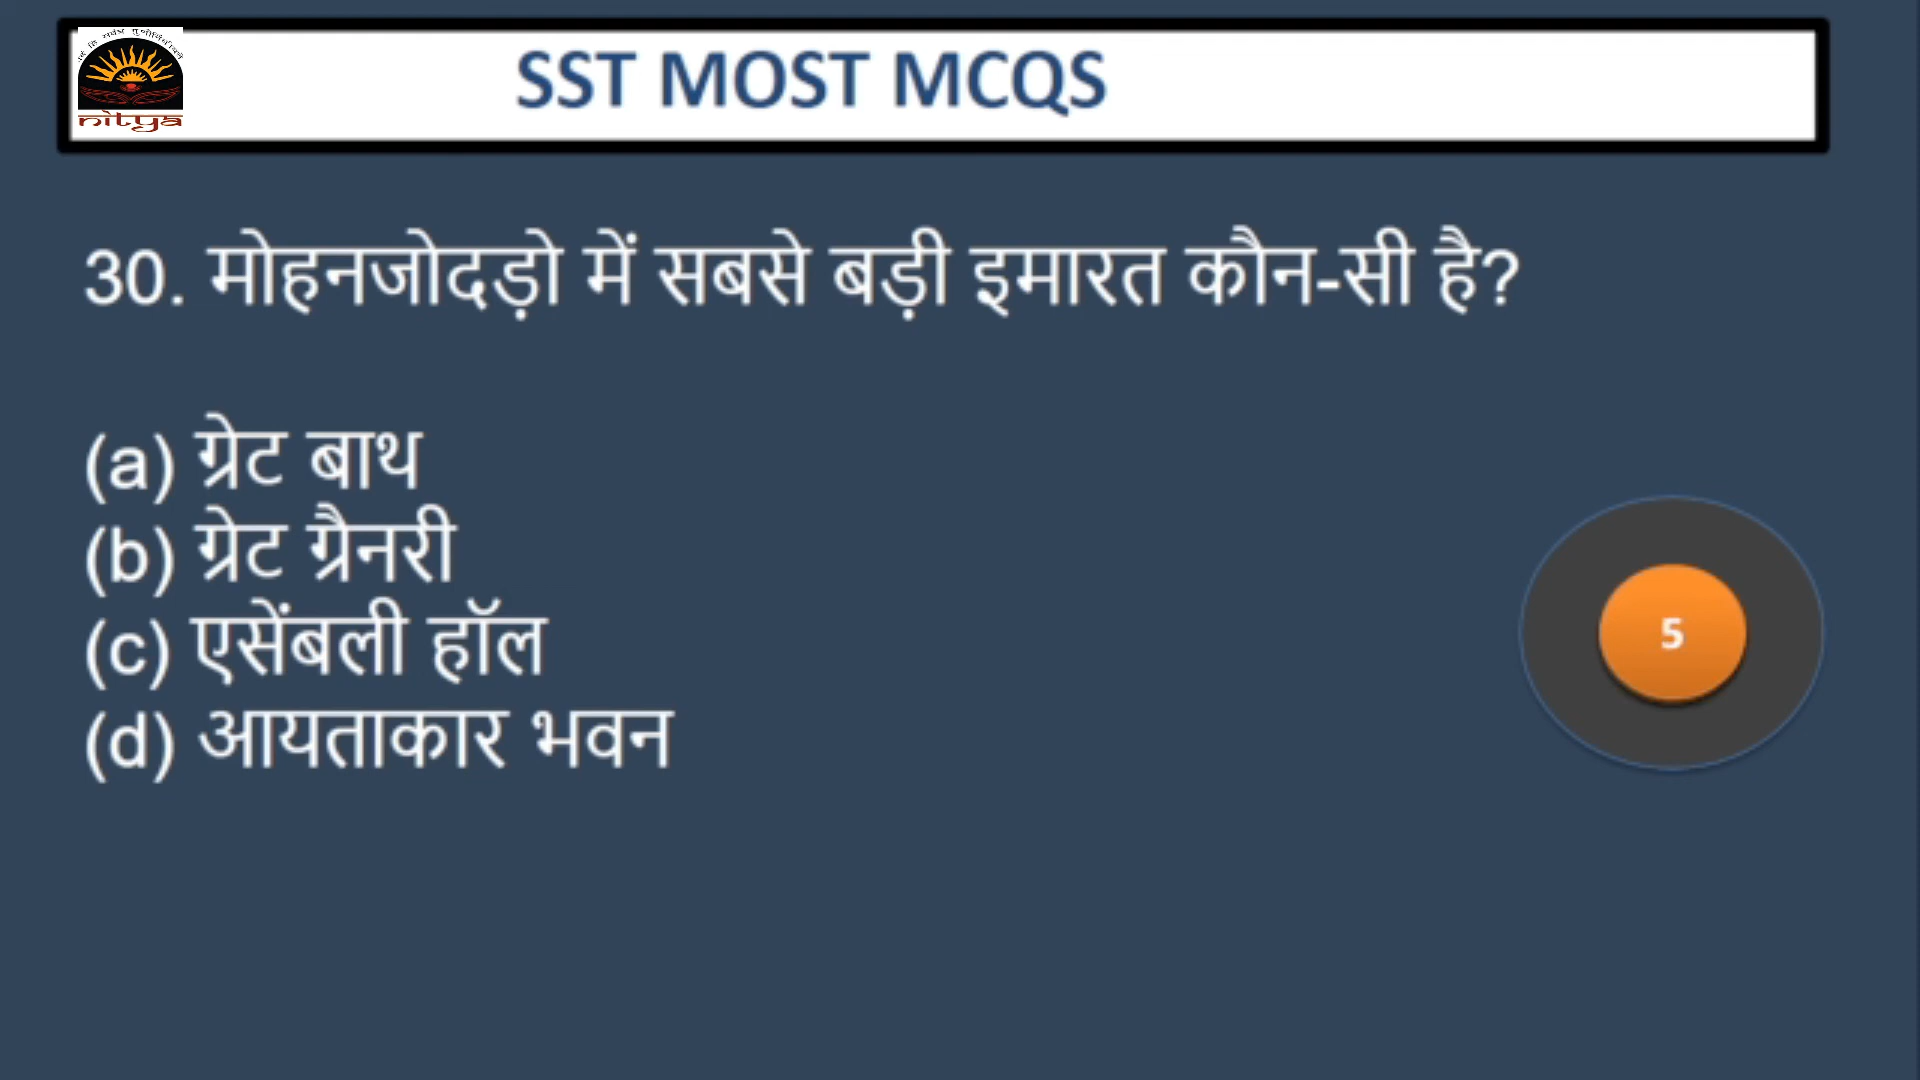 nitya
SST MOST MCQS
30. मोहनजोदड़ो में सबसे बड़ी इमारत कौन-सी है?
(a) ग्रेट बाथ
(b) ग्रेट ग्रैनरी
(c) एसेंबली हॉल
(d) आयताकार भवन
5